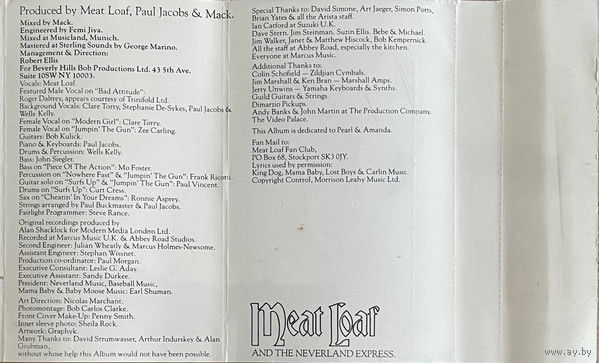 Produced by Meat Loaf, Paul Jacobs & Mack.
Mixed by Mack.
Engineered by Femi Jiya.
Mixed at Musicland, Munich.
Mastered at Sterling Sounds by George Marino.
Management & Direction:
Robert Ellis
For Beverly Hills Bob Productions Ltd. 43 5th Ave.
Suite 10SW NY 10003.
Vocals: Meat Loaf.
Featured Male Vocal on "Bad Attitude":
Roger Daltrey, appears courtesy of Trinifold Ltd.
Background Vocals: Clare Torry, Stephanie De-Sykes, Paul Jacobs &
Wells Kelly.
Female Vocal on "Modern Girl": Clare Torry.
Female Vocal on "Jumpin' The Gun": Zee Carling.
Guitars: Bob Kulick.
Piano & Keyboards: Paul Jacobs.
Drums & Percussion: Wells Kelly.
Bass: John Siegler.
Bass on "Piece Of The Action": Mo Foster.
Percussion on "Nowhere Fast" & "Jumpin' The Gun": Frank Ricotti.
Guitar solo on "Surfs Up" & "Jumpin' The Gun": Paul Vincent.
Drums on "Surfs Up": Curt Cress.
Sax on "Cheatin' In Your Dreams": Ronnie Asprey.
Strings arranged by Paul Buckmaster & Paul Jacobs.
Fairlight Programmer: Steve Rance.
Original recordings produced by
Alan Shacklock for Modern Media London Ltd.
Recorded at Marcus Music U.K. & Abbey Road Studios.
Second Engineer: Julian Wheatly & Marcus Holmes-Newsome.
Assistant Engineer: Stephan Wissnet.
Production co-ordinator: Paul Morgan.
Executive Consultant: Leslie G. Aday.
Executive Assistant: Sandy Durkee.
President: Neverland Music, Baseball Music,
Mama Baby & Baby Moose Music: Earl Shuman.
Art Direction: Nicolas Marchant.
Photomontage: Bob Carlos Clarke.
Front Cover Make-Up: Penny Smith.
Inner sleeve photo: Sheila Rock.
Artwork: Graphyk.
Many Thanks to: David Strumwasser, Arthur Indursky & Alan
Grubman,
without whose help this Album would not have been possible.
Special Thanks to: David Simone, Art Jaeger, Simon Potts,
Brian Yates & all the Arista staff.
Ian Catford at Suzuki U.K.
Dave Stern. Jim Steinman. Suzin Ellis. Bebe & Michael.
Jim Walker, Janet & Matthew Hiscock, Bob Kempernick.
All the staff at Abbey Road, especially the kitchen.
Everyone at Marcus Music.
Additional Thanks to:
Colin Schofield — Zildjian Cymbals.
Jim Marshall & Ken Bran — Marshall Amps.
Jerry Unwins — Yamaha Keyboards & Synths.
Guild Guitars & Strings.
Dimartio Pickups.
Andy Banks & John Martin at The Production Company.
The Video Palace.
This Album is dedicated to Pearl & Amanda.
Fan Mail to:
Meat Loaf Fan Club,
PO Box 68, Stockport SK3 0JY.
Lyrics used by permission:
King Dog, Mama Baby, Lost Boys & Carlin Music.
Copyright Control, Morrison Leahy Music Ltd.
Meat Loaf
AND THE NEVERLAND EXPRESS.
www.ay.by